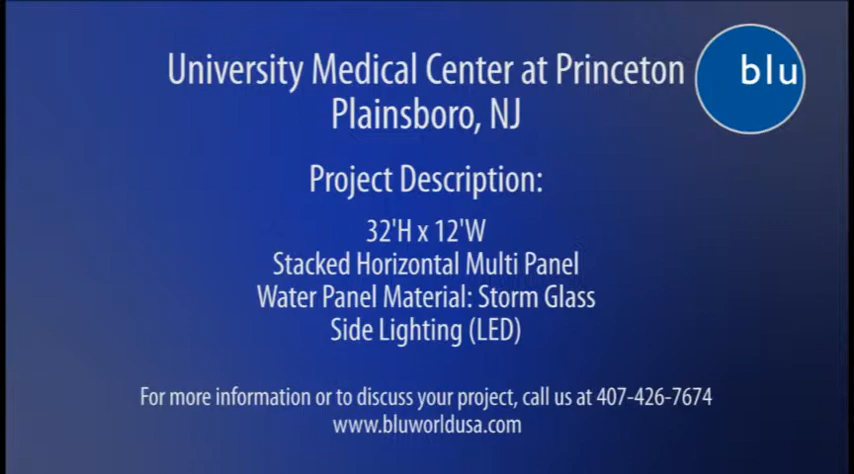 University Medical Center at Princeton
blu
Plainsboro, NJ
Project Description:
32'H x 12'W
Stacked Horizontal Multi Panel
Water Panel Material: Storm Glass
Side Lighting (LED)
For more information or to discuss your project, call us at 407-426-7674
www.bluworldusa.com